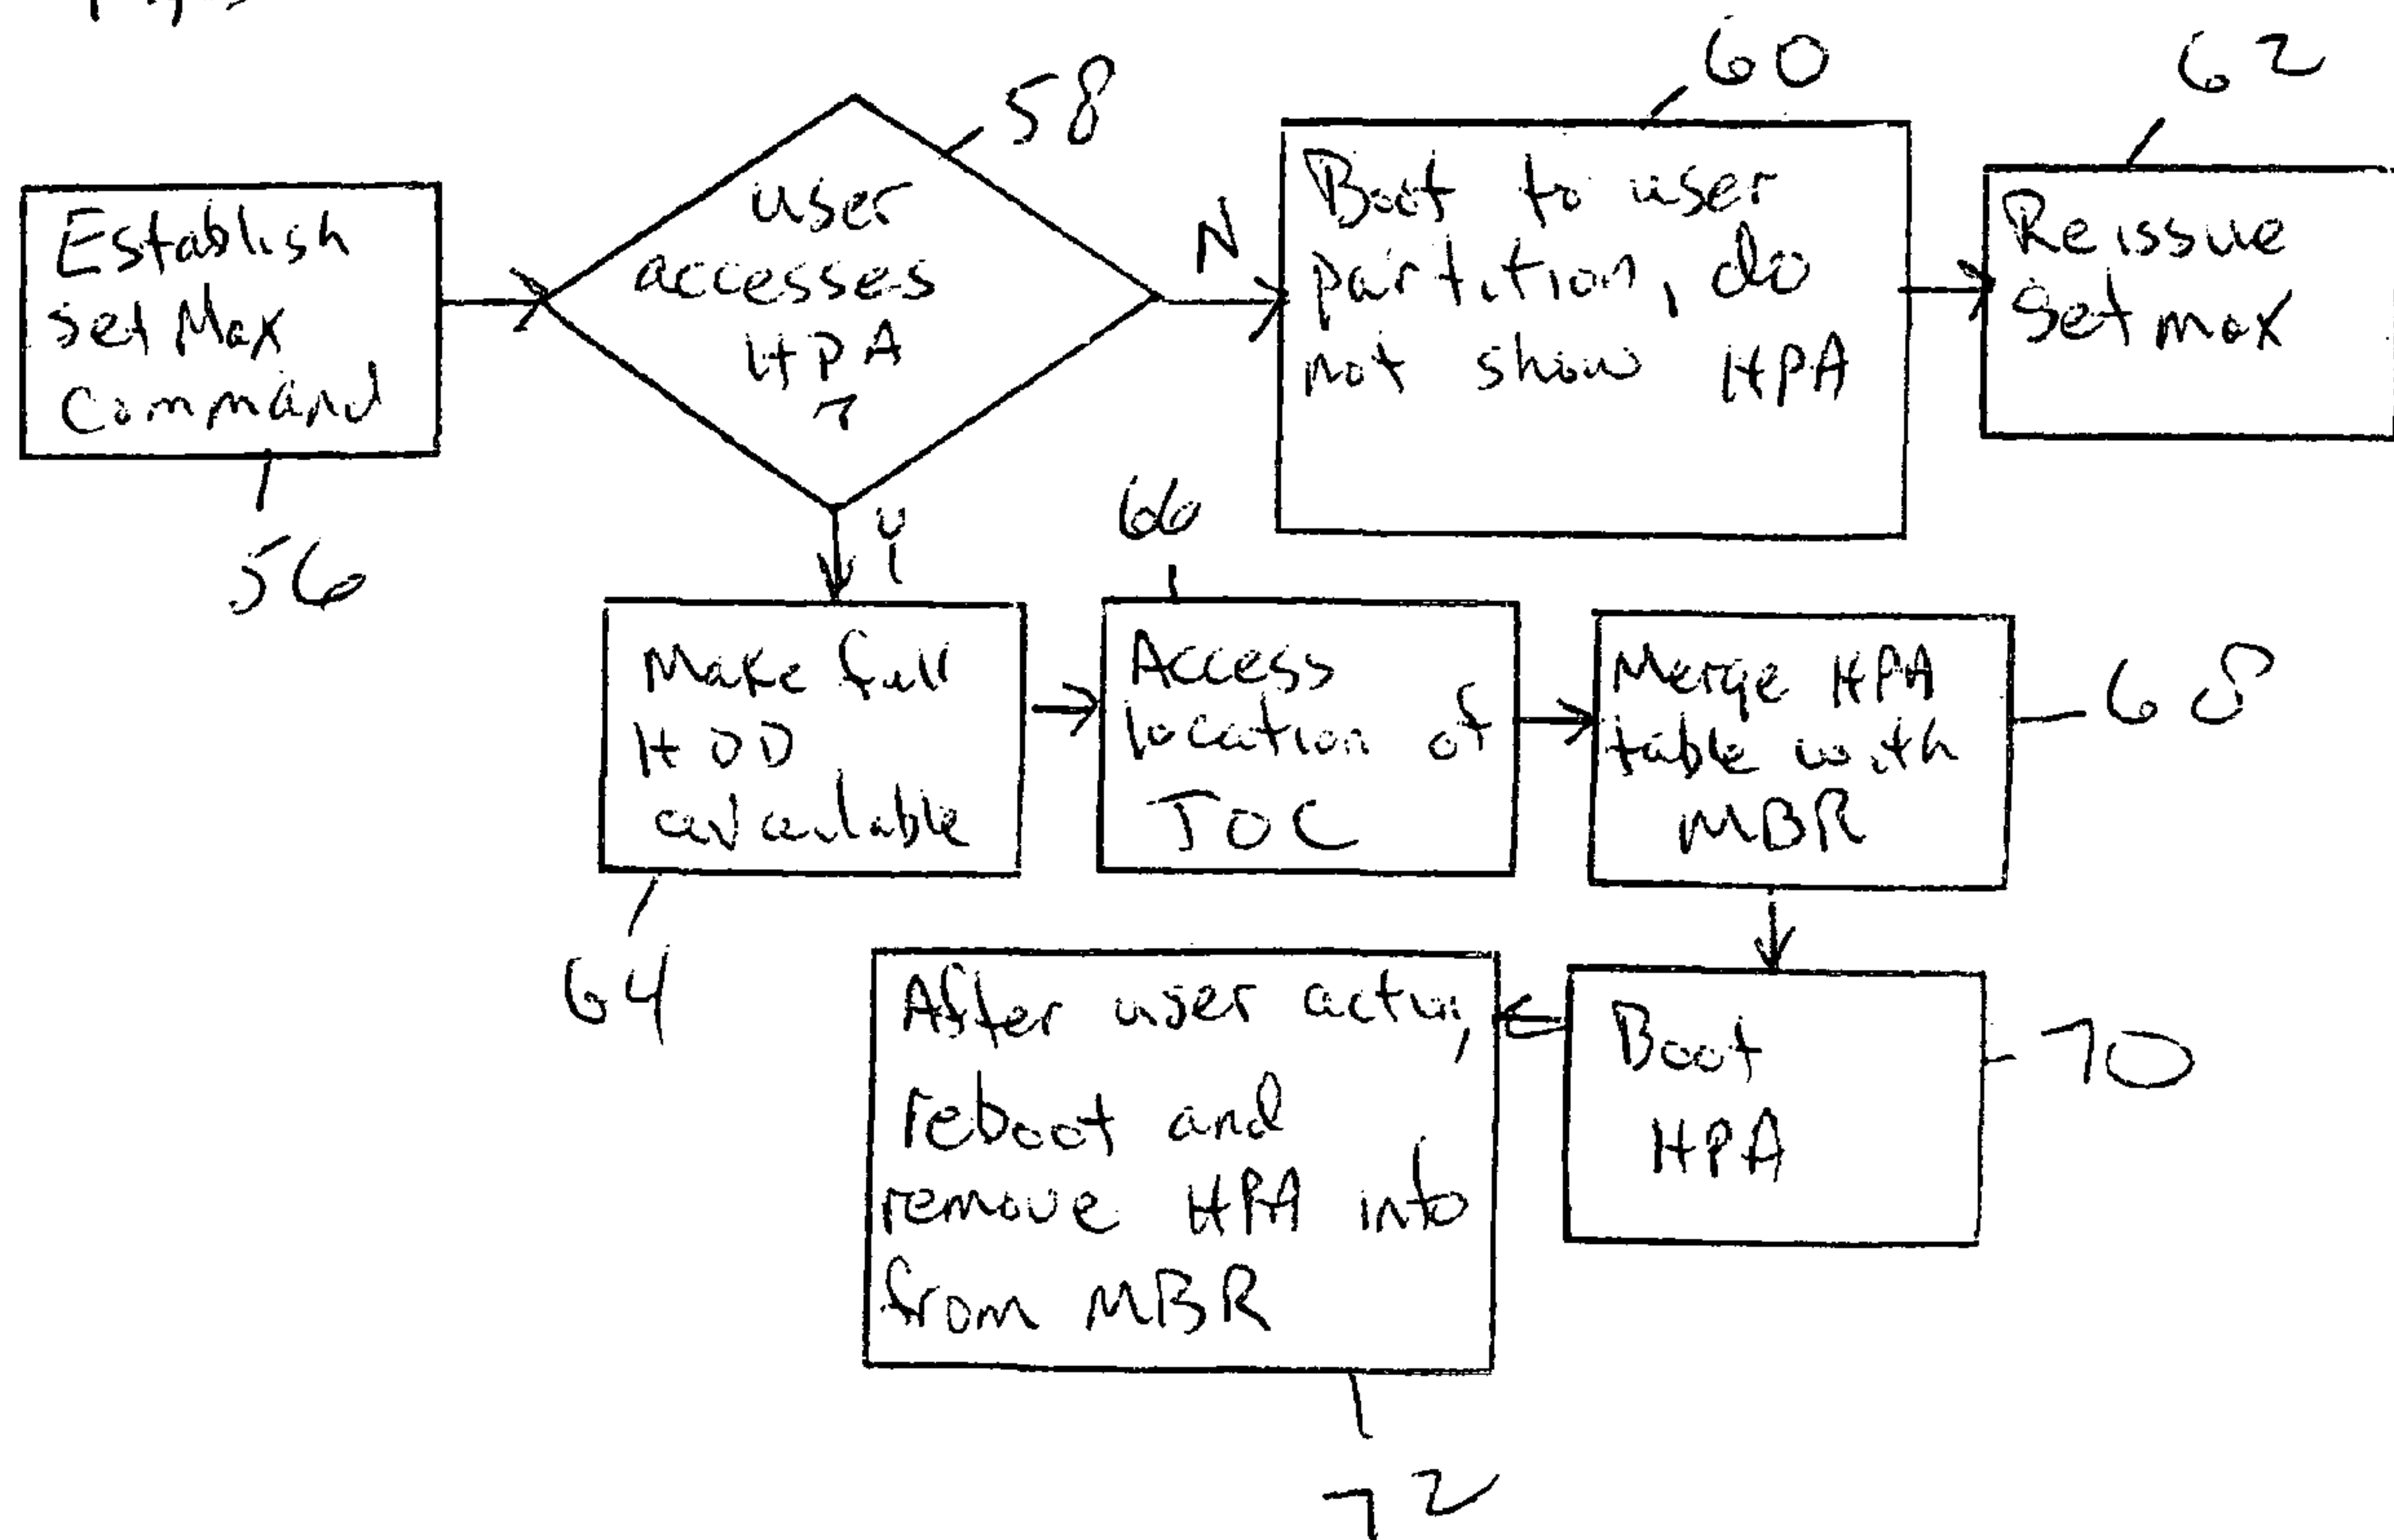 58
60
62
Establish
set Max
Command
user
accesses
HPA
?
N
Boot to user
partition, do
not show HPA
Reissue
Set max
56
Y
66
Make full
HDD
Access
location of
TOC
Merge HPA
table with
MBR
68
64
After user action,
reboot and
remove HPA info
from MBR
Boot
HPA
70
72